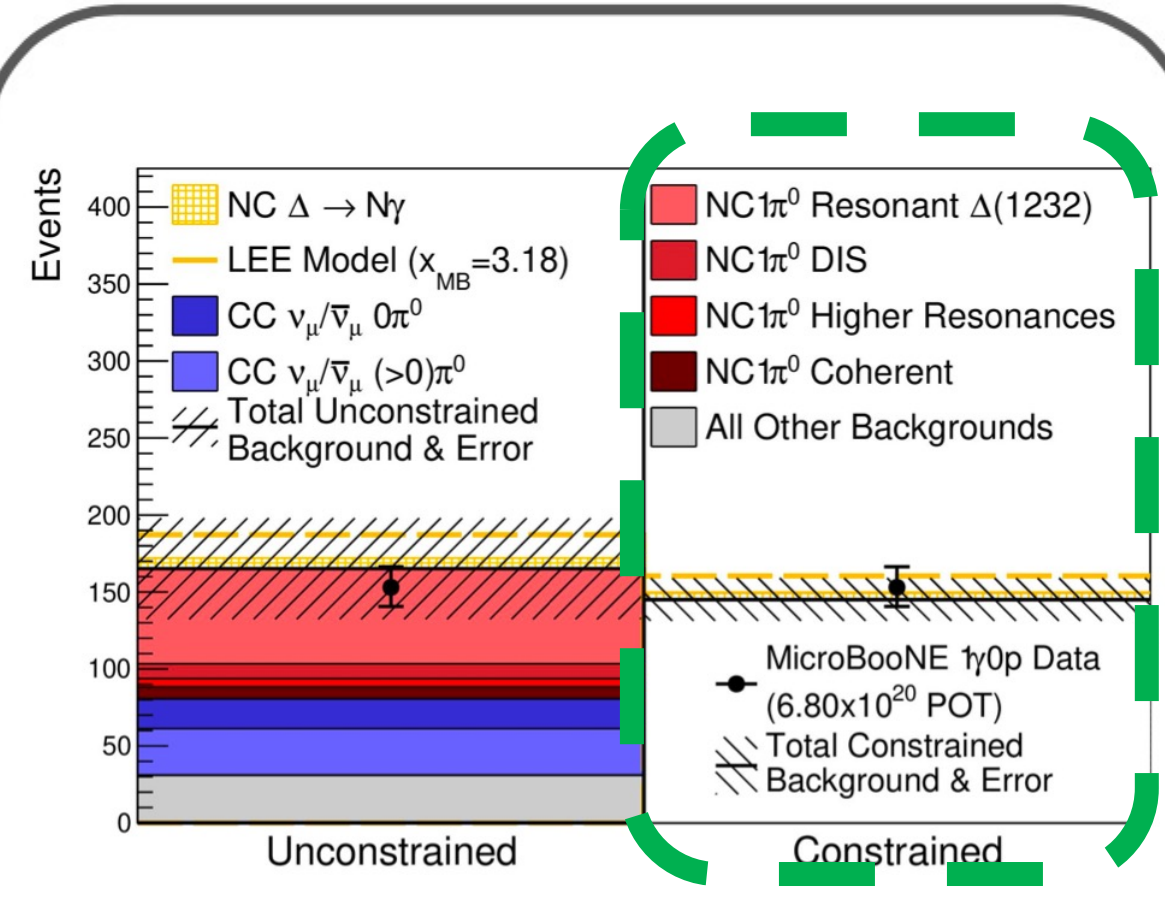 Events
400
350
300
250
200
150
100
50
0
NC Δ → Nγ
LEE Model (x_MB=3.18)
CC ν_μ/ν̅_μ 0π⁰
CC ν_μ/ν̅_μ (>0)π⁰
Total Unconstrained
Background & Error
NC1π⁰ Resonant Δ(1232)
NC1π⁰ DIS
NC1π⁰ Higher Resonances
NC1π⁰ Coherent
All Other Backgrounds
MicroBooNE 1γ0p Data
(6.80x10²⁰ POT)
Total Constrained
Background & Error
Unconstrained
Constrained